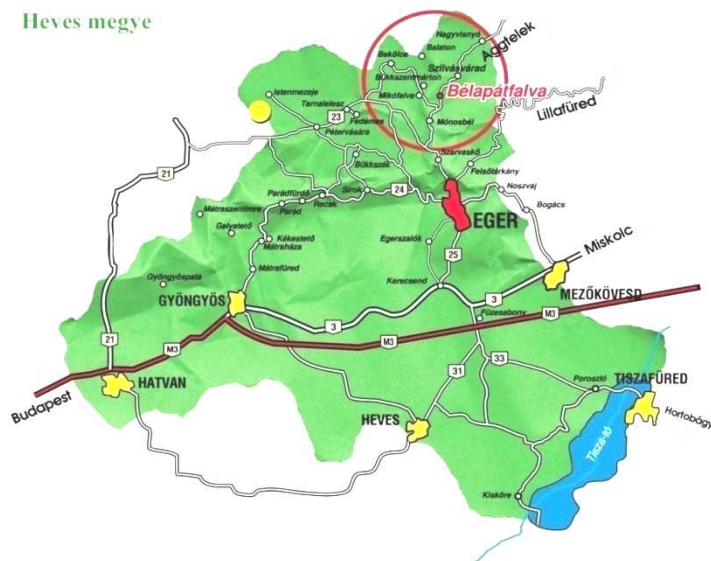 Heves megye
Nagyvisnyó
Aggtelek
Balaton
Bekölce
Szilvásvárad
Bükkszentmárton
Bélapátfalva
Mikófalva
Lillafüred
Istenmezeje
Tarnalelesz
Fedémes
23
Mónosbél
Pétervására
Szarvaskő
Bükkszék
Felsőtárkány
21
Noszvaj
24
Sirok
Parádfürdő
Recsk
Parád
Bogács
Mátraszentimre
EGER
Galyatető
Kékestető
Mátraháza
Egerszalók
25
Miskolc
Mátrafüred
Gyöngyöspata
Kerecsend
GYÖNGYÖS
MEZŐKÖVESD
3
3
Füzesabony
M3
21
M3
M3
33
31
HATVAN
Budapest
Poroszló
TISZAFÜRED
Hortobágy
HEVES
Tisza-tó
Kisköre